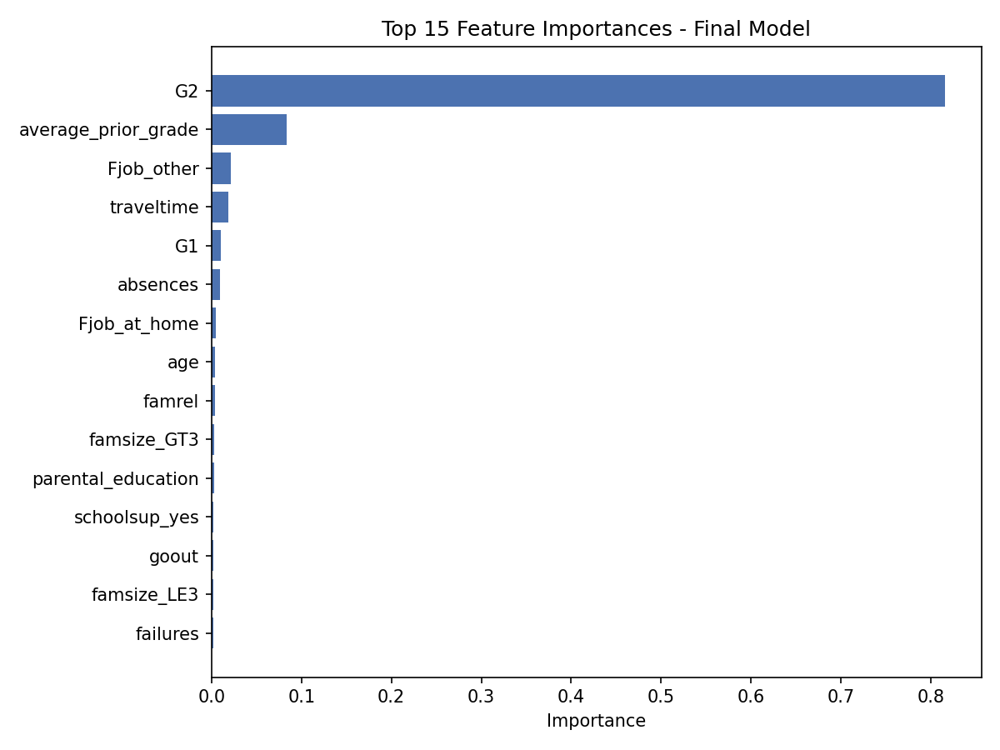 Top 15 Feature Importances - Final Model
G2
average_prior_grade
Fjob_other
traveltime
G1
absences
Fjob_at_home
age
famrel
famsize_GT3
parental_education
schoolsup_yes
goout
famsize_LE3
failures
0.0 0.1 0.2 0.3 0.4 0.5 0.6 0.7 0.8
Importance